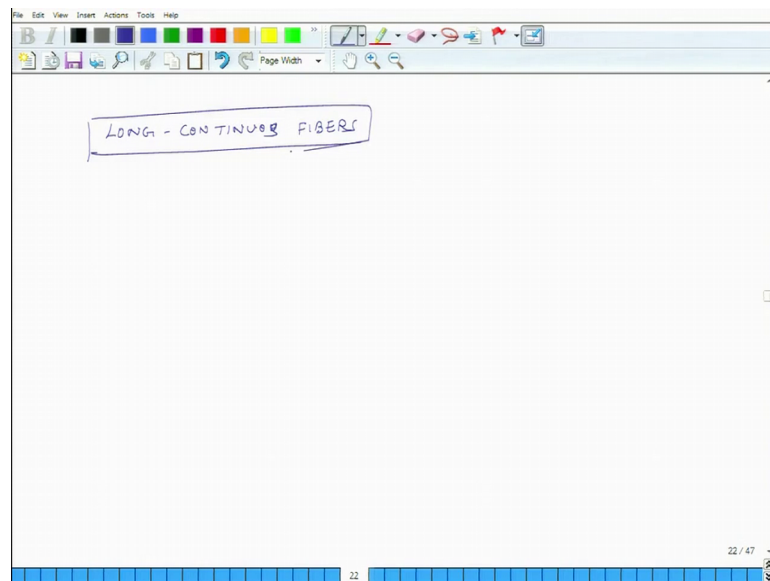 File Edit View Insert Actions Tools Help
B I
Page Width
LONG - CONTINUOS FIBERS
22 / 47
22